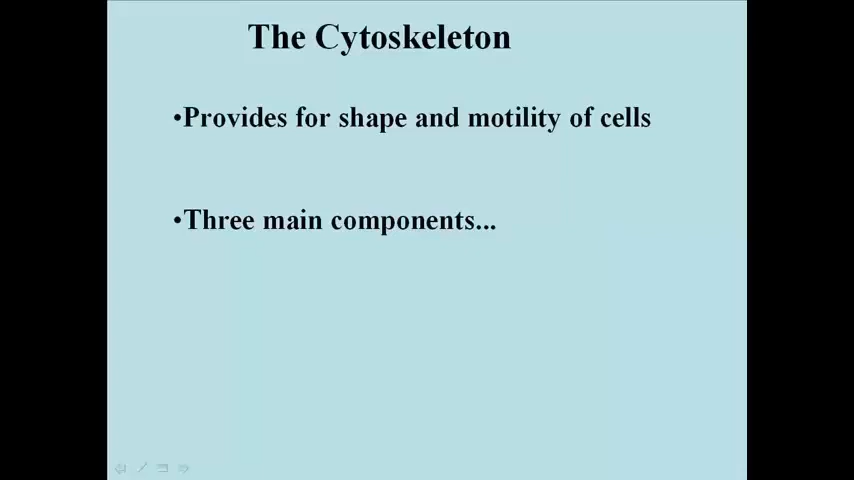 The Cytoskeleton
•Provides for shape and motility of cells
•Three main components...